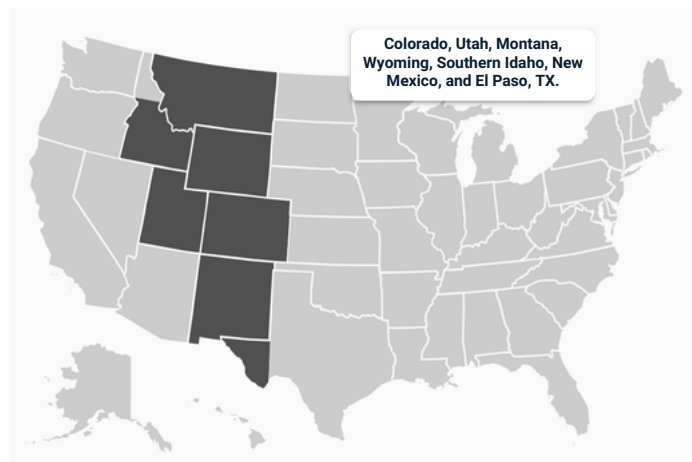 Colorado, Utah, Montana,
Wyoming, Southern Idaho, New
Mexico, and El Paso, TX.